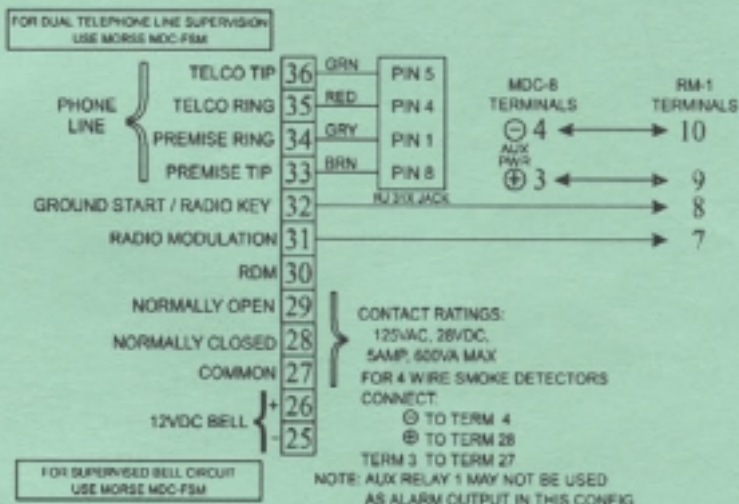 FOR DUAL TELEPHONE LINE SUPERVISION
USE MORSE MDC-FSM
PHONE
LINE
TELCO TIP 36 GRN PIN 5
TELCO RING 35 RED PIN 4
PREMISE RING 34 GRY PIN 1
PREMISE TIP 33 BRN PIN 8
RJ 31X JACK
MDC-8
TERMINALS
RM-1
TERMINALS
⊖ 4 10
AUX
PWR
⊕ 3 9
GROUND START / RADIO KEY 32 8
RADIO MODULATION 31 7
RDM 30
NORMALLY OPEN 29
NORMALLY CLOSED 28
COMMON 27
12VDC BELL + 26
- 25
CONTACT RATINGS:
125VAC, 28VDC,
5AMP, 600VA MAX
FOR 4 WIRE SMOKE DETECTORS
CONNECT:
⊖ TO TERM 4
⊕ TO TERM 28
TERM 3 TO TERM 27
NOTE: AUX RELAY 1 MAY NOT BE USED
AS ALARM OUTPUT IN THIS CONFIG
FOR SUPERVISED BELL CIRCUIT
USE MORSE MDC-FSM